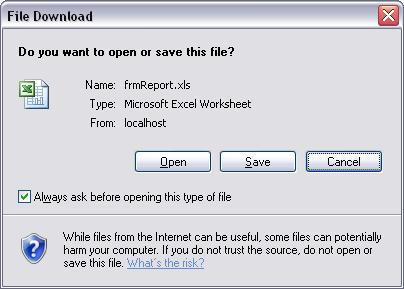 File Download
Do you want to open or save this file?
Name: frmReport.xls
Type: Microsoft Excel Worksheet
From: localhost
Open Save Cancel
Always ask before opening this type of file
While files from the Internet can be useful, some files can potentially
harm your computer. If you do not trust the source, do not open or
save this file. What's the risk?